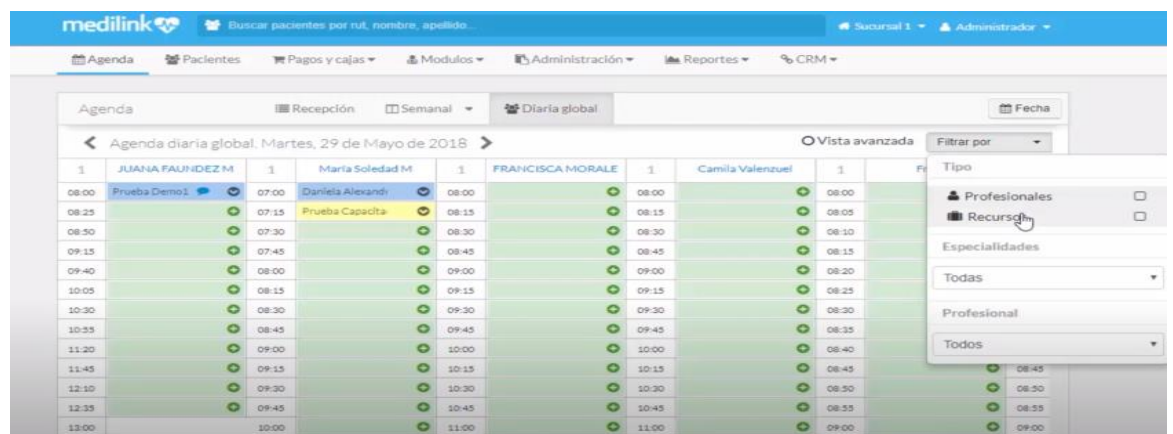 medilink Buscar pacientes por rut, nombre, apellido... Sucursal 1 Administrador
Agenda Pacientes Pagos y cajas Modulos Administración Reportes CRM
Agenda Recepción Semanal Diaria global Fecha
Agenda diaria global. Martes, 29 de Mayo de 2018 Vista avanzada Filtrar por
1 JUANA FAUNDEZ M 1 María Soledad M 1 FRANCISCA MORALE 1 Camila Valenzuel 1 Tipo
08:00 Prueba Demo1 07:00 Daniela Alexandr 08:00 08:00 08:00 Profesionales
08:25 07:15 Prueba Capacita 08:15 08:15 08:05 Recursos
08:50 07:30 08:30 08:30 08:10
09:15 07:45 08:45 08:45 08:15 Especialidades
09:40 08:00 09:00 09:00 08:20 Todas
10:05 08:15 09:15 09:15 08:25
10:30 08:30 09:30 09:30 08:30 Profesional
10:55 08:45 09:45 09:45 08:35
11:20 09:00 10:00 10:00 08:40 Todos
11:45 09:15 10:15 10:15 08:45 08:45
12:10 09:30 10:30 10:30 08:50 08:50
12:35 09:45 10:45 10:45 08:55 08:55
13:00 10:00 11:00 11:00 09:00 09:00